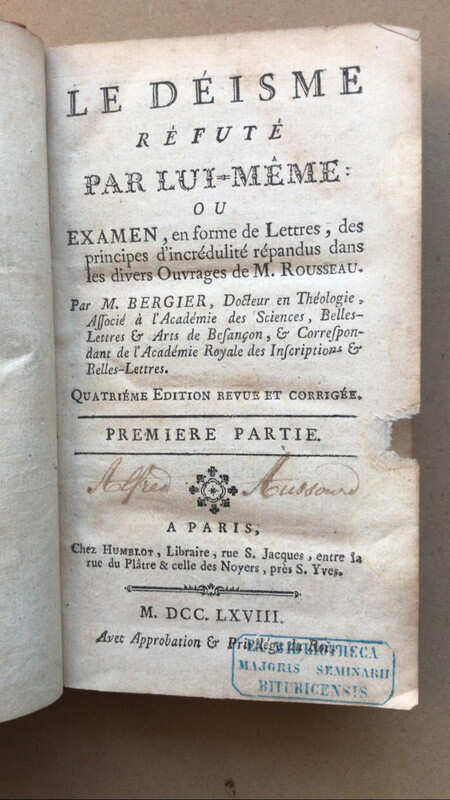 LE DÉISME
RÉFUTÉ
PAR LUI-MÊME:
OU
EXAMEN, en forme de Lettres, des
principes d'incrédulité répandus dans
les divers Ouvrages de M. ROUSSEAU.
Par M. BERGIER, Docteur en Théologie,
Associé à l'Académie des Sciences, Belles-
Lettres & Arts de Besançon, & Correspon-
dant de l'Académie Royale des Inscriptions &
Belles-Lettres.
QUATRIÉME EDITION REVUE ET CORRIGÉE.
PREMIERE PARTIE.
Alfred Aussourd
A PARIS,
Chez HUMBLOT, Libraire, rue S. Jacques, entre la
rue du Plâtre & celle des Noyers, près S. Yves.
M. DCC. LXVIII.
Avec Approbation & Privilége du Roi.
EX BIBLIOTHECA
MAJORIS SEMINARII
BITURICENSIS